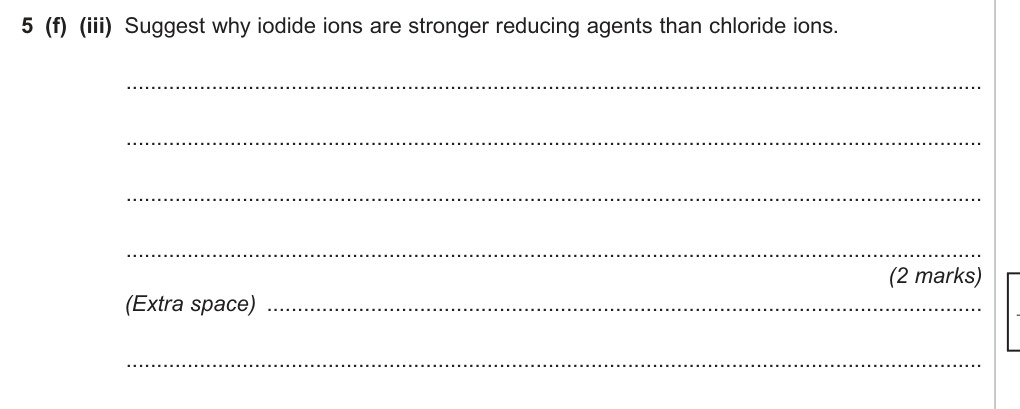 5 (f) (iii) Suggest why iodide ions are stronger reducing agents than chloride ions.
................................................................................................................................................
................................................................................................................................................
................................................................................................................................................
................................................................................................................................................
(2 marks)
(Extra space) ........................................................................................................................
................................................................................................................................................